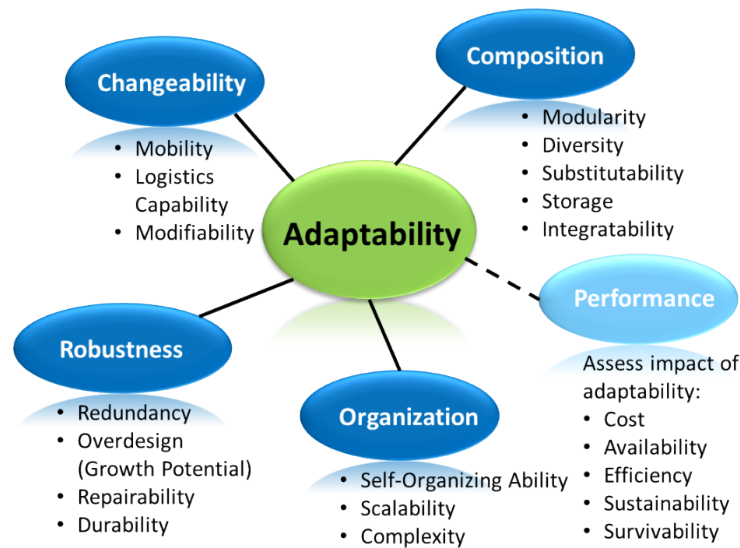 Changeability
• Mobility
• Logistics
Capability
• Modifiability
Composition
• Modularity
• Diversity
• Substitutability
• Storage
• Integratability
Adaptability
Performance
Assess impact of
adaptability:
• Cost
• Availability
• Efficiency
• Sustainability
• Survivability
Robustness
• Redundancy
• Overdesign
(Growth Potential)
• Repairability
• Durability
Organization
• Self-Organizing Ability
• Scalability
• Complexity